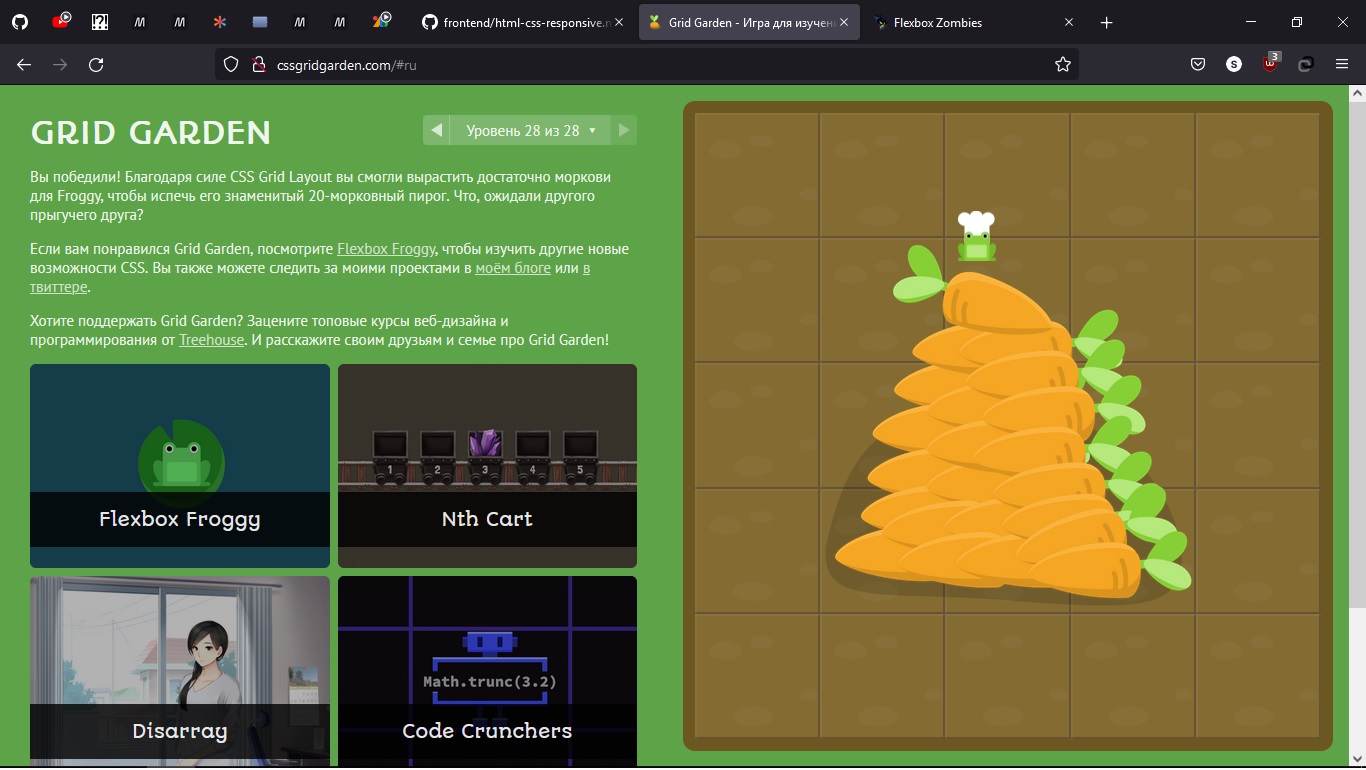 frontend/html-css-responsive.n
Grid Garden - Игра для изучен
Flexbox Zombies
cssgridgarden.com/#ru
S
3
GRID GARDEN
Уровень 28 из 28
Вы победили! Благодаря силе CSS Grid Layout вы смогли вырастить достаточно моркови
для Froggy, чтобы испечь его знаменитый 20-морковный пирог. Что, ожидали другого
прыгучего друга?
Если вам понравился Grid Garden, посмотрите Flexbox Froggy, чтобы изучить другие новые
возможности CSS. Вы также можете следить за моими проектами в моём блоге или в
твиттере.
Хотите поддержать Grid Garden? Зацените топовые курсы веб-дизайна и
программирования от Treehouse. И расскажите своим друзьям и семье про Grid Garden!
Flexbox Froggy
1 2 3 4 5
Nth Cart
Disarray
Math.trunc(3.2)
Code Crunchers